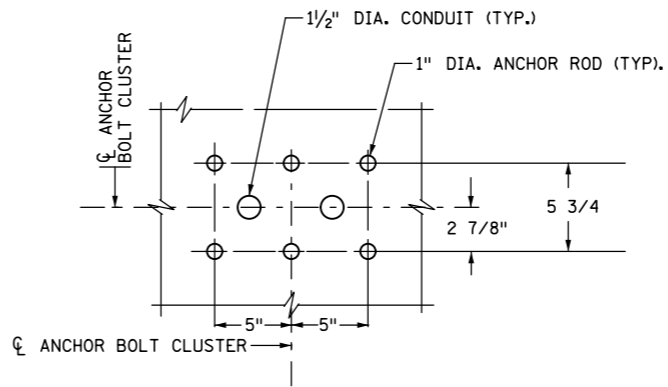 1½" DIA. CONDUIT (TYP.)
1" DIA. ANCHOR ROD (TYP).
℄ ANCHOR
BOLT CLUSTER
5 3/4
2 7/8"
5"
5"
℄ ANCHOR BOLT CLUSTER